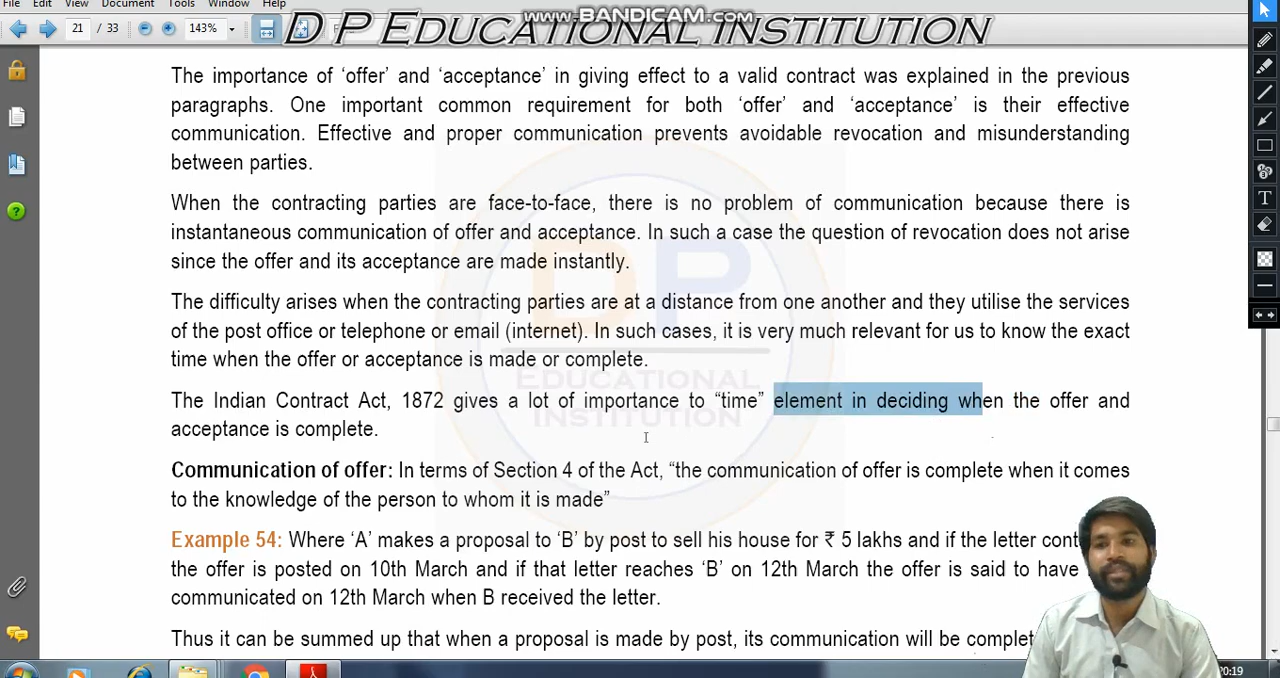 File Edit View Document Tools Window Help
www.BANDICAM.com
D P EDUCATIONAL INSTITUTION
21 / 33 143%
The importance of ‘offer’ and ‘acceptance’ in giving effect to a valid contract was explained in the previous
paragraphs. One important common requirement for both ‘offer’ and ‘acceptance’ is their effective
communication. Effective and proper communication prevents avoidable revocation and misunderstanding
between parties.
When the contracting parties are face-to-face, there is no problem of communication because there is
instantaneous communication of offer and acceptance. In such a case the question of revocation does not arise
since the offer and its acceptance are made instantly.
The difficulty arises when the contracting parties are at a distance from one another and they utilise the services
of the post office or telephone or email (internet). In such cases, it is very much relevant for us to know the exact
time when the offer or acceptance is made or complete.
The Indian Contract Act, 1872 gives a lot of importance to “time” element in deciding when the offer and
acceptance is complete.
Communication of offer: In terms of Section 4 of the Act, “the communication of offer is complete when it comes
to the knowledge of the person to whom it is made”
Example 54: Where ‘A’ makes a proposal to ‘B’ by post to sell his house for ₹ 5 lakhs and if the letter
the offer is posted on 10th March and if that letter reaches ‘B’ on 12th March the offer is said to have
communicated on 12th March when B received the letter.
Thus it can be summed up that when a proposal is made by post, its communication will be
DP
EDUCATIONAL
INSTITUTION
20:19